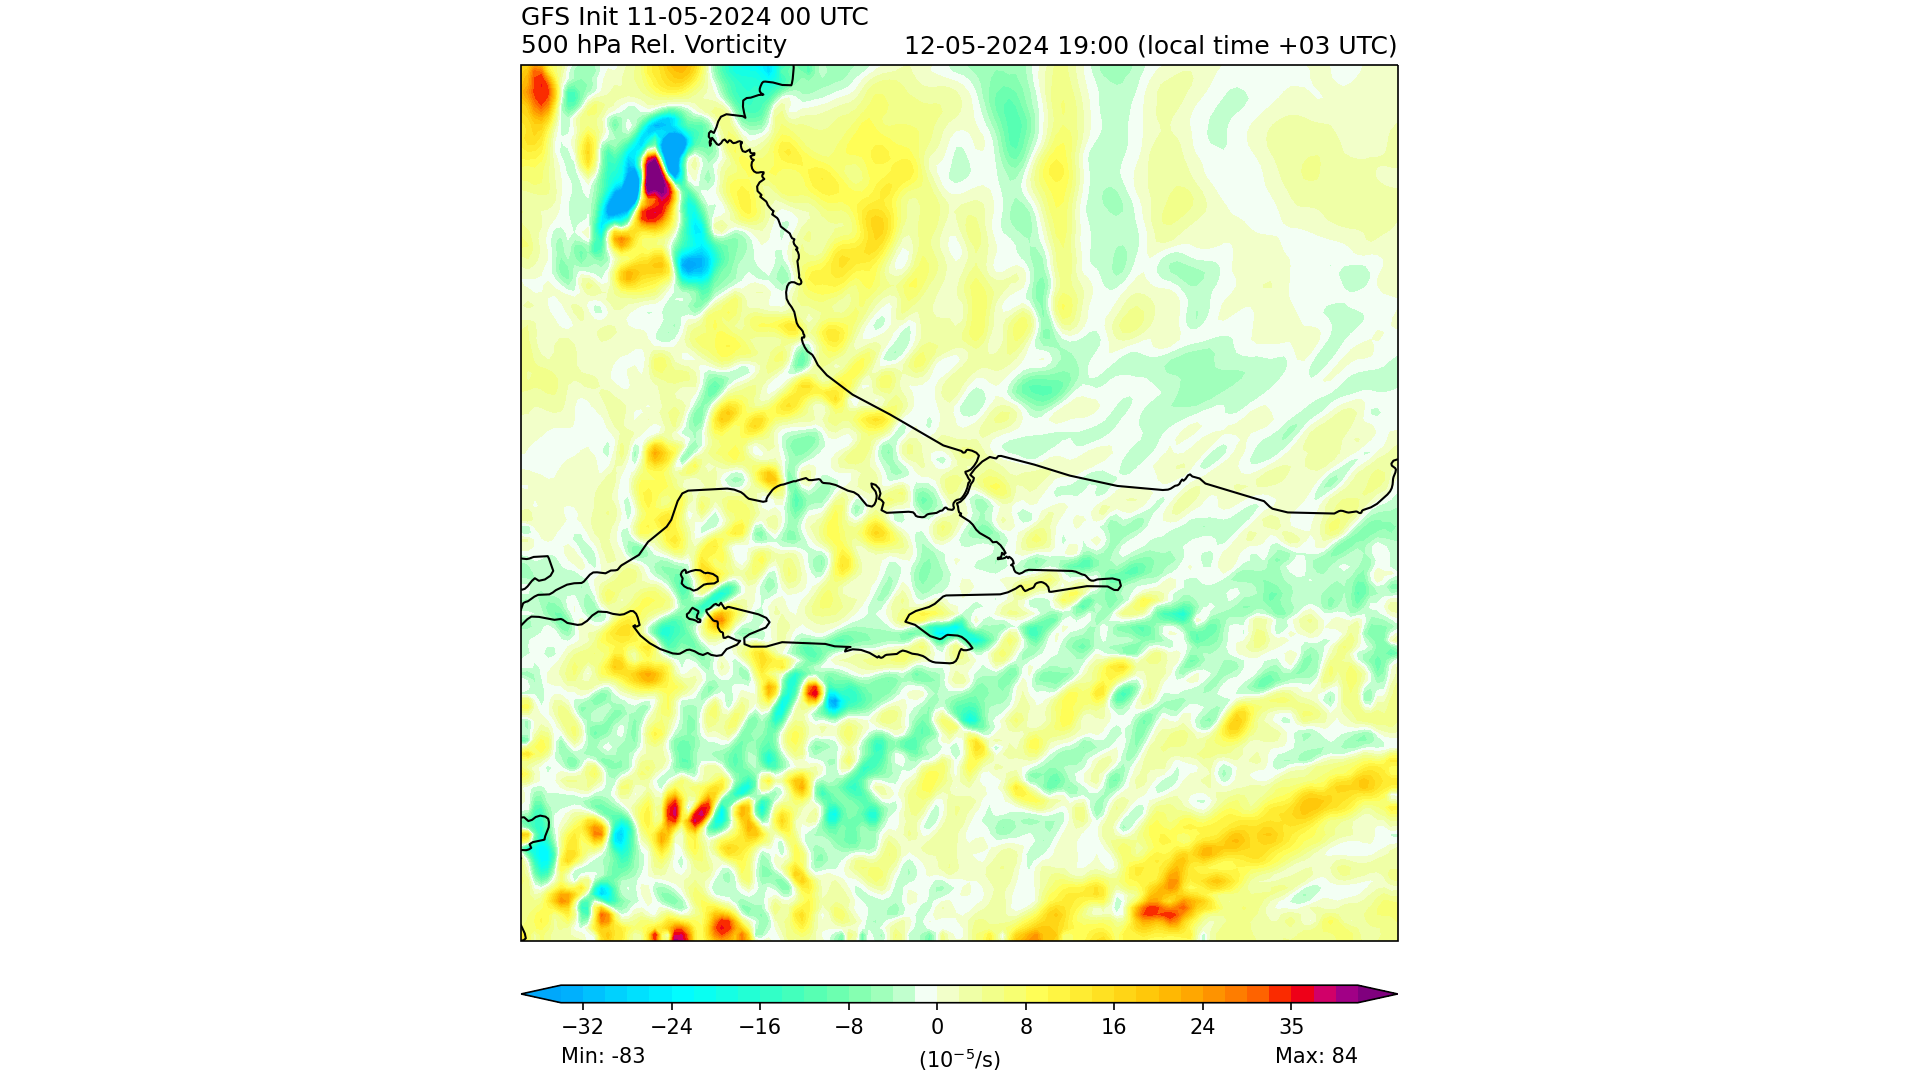 GFS Init 11-05-2024 00 UTC
500 hPa Rel. Vorticity
12-05-2024 19:00 (local time +03 UTC)
−32 −24 −16 −8 0 8 16 24 35
Min: -83
(10⁻⁵/s)
Max: 84